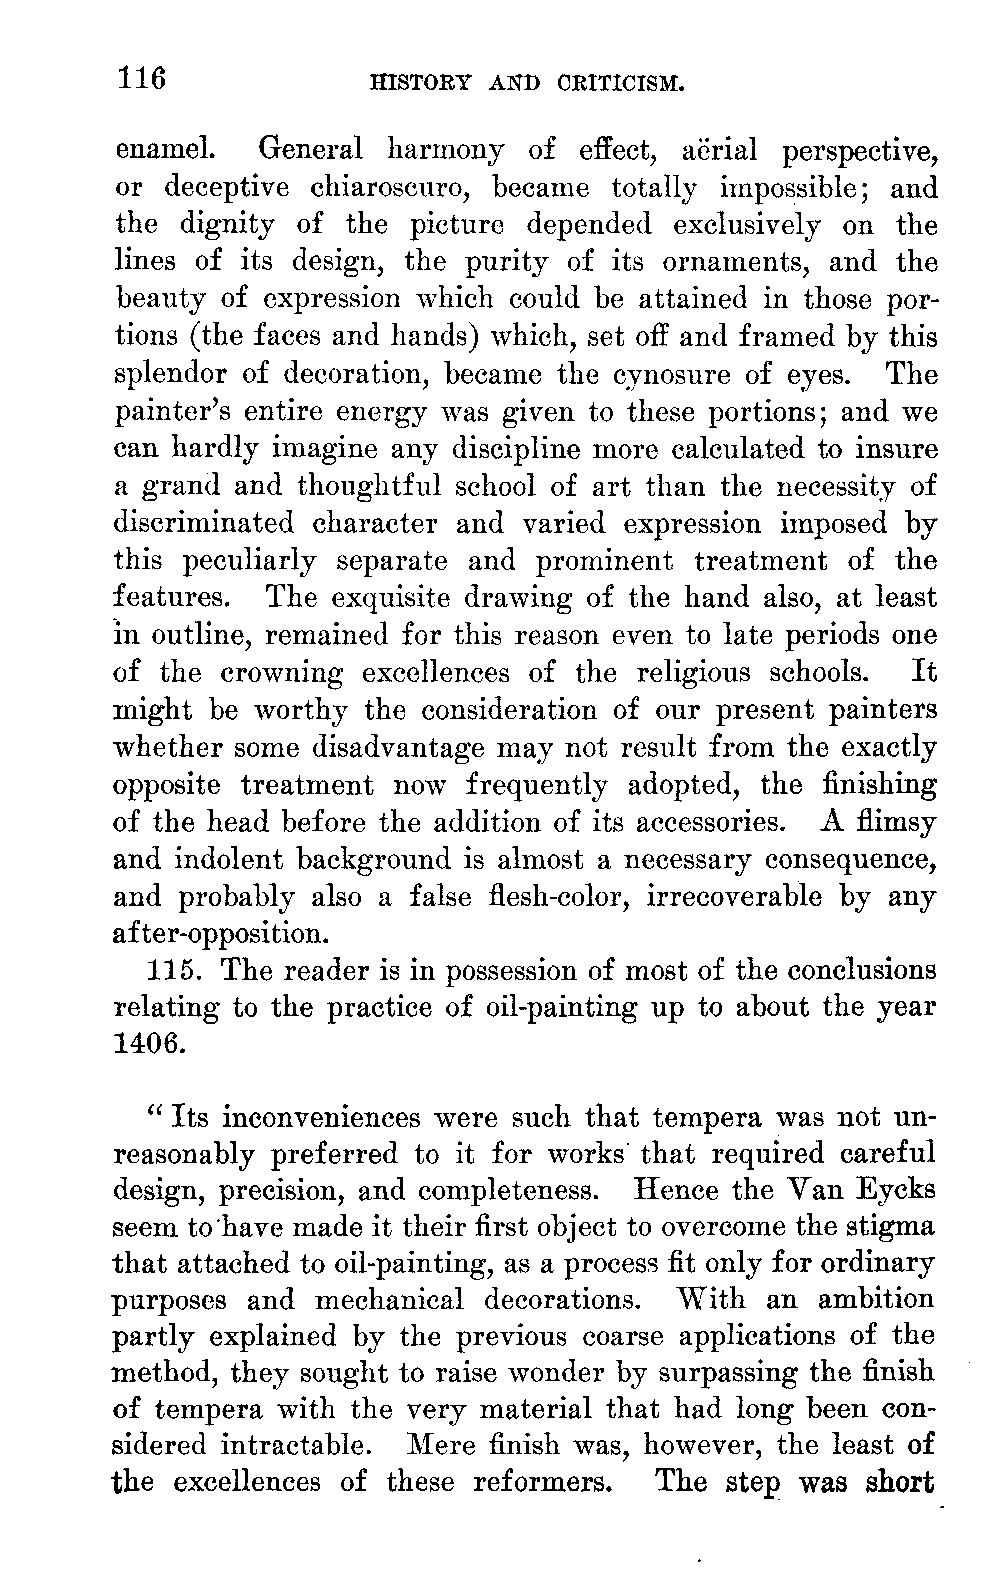 116 HISTORY AND CRITICISM.
enamel. General harmony of effect, aërial perspective,
or deceptive chiaroscuro, became totally impossible; and
the dignity of the picture depended exclusively on the
lines of its design, the purity of its ornaments, and the
beauty of expression which could be attained in those por-
tions (the faces and hands) which, set off and framed by this
splendor of decoration, became the cynosure of eyes. The
painter's entire energy was given to these portions; and we
can hardly imagine any discipline more calculated to insure
a grand and thoughtful school of art than the necessity of
discriminated character and varied expression imposed by
this peculiarly separate and prominent treatment of the
features. The exquisite drawing of the hand also, at least
in outline, remained for this reason even to late periods one
of the crowning excellences of the religious schools. It
might be worthy the consideration of our present painters
whether some disadvantage may not result from the exactly
opposite treatment now frequently adopted, the finishing
of the head before the addition of its accessories. A flimsy
and indolent background is almost a necessary consequence,
and probably also a false flesh-color, irrecoverable by any
after-opposition.
115. The reader is in possession of most of the conclusions
relating to the practice of oil-painting up to about the year
1406.
“Its inconveniences were such that tempera was not un-
reasonably preferred to it for works that required careful
design, precision, and completeness. Hence the Van Eycks
seem to have made it their first object to overcome the stigma
that attached to oil-painting, as a process fit only for ordinary
purposes and mechanical decorations. With an ambition
partly explained by the previous coarse applications of the
method, they sought to raise wonder by surpassing the finish
of tempera with the very material that had long been con-
sidered intractable. Mere finish was, however, the least of
the excellences of these reformers. The step was short